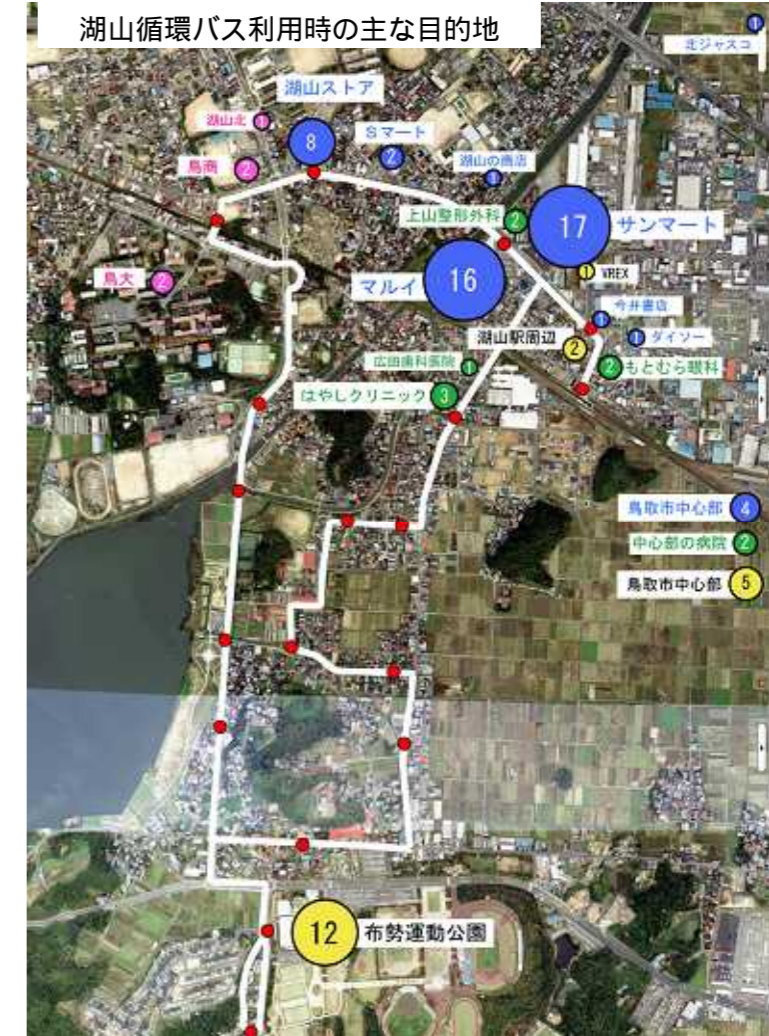 湖山循環バス利用時の主な目的地
北ジャスコ
1
湖山ストア
湖山北
1
8
Sマート
2
鳥商
2
湖山の商店
1
上山整形外科
2
17
サンマート
鳥大
2
マルイ
16
1
VREX
今井書店
1
湖山駅周辺
2
1
ダイソー
広田歯科医院
1
2
もとむら眼科
はやしクリニック
3
鳥取市中心部
4
中心部の病院
2
鳥取市中心部
5
12
布勢運動公園